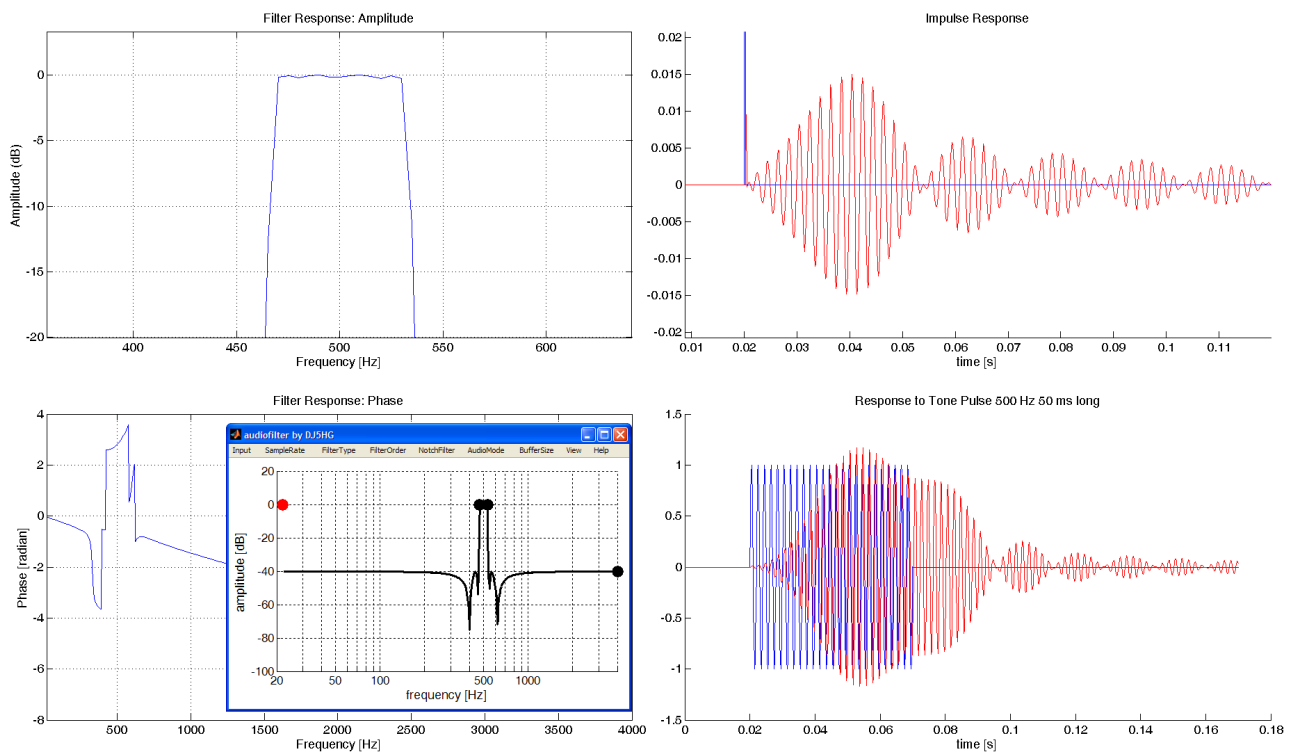 Filter Response: Amplitude
0
-5
-10
-15
-20
Amplitude (dB)
400 450 500 550 600
Frequency [Hz]
Impulse Response
0.02
0.015
0.01
0.005
0
-0.005
-0.01
-0.015
-0.02
0.01 0.02 0.03 0.04 0.05 0.06 0.07 0.08 0.09 0.1 0.11
time [s]
Filter Response: Phase
4
2
0
-2
-4
-6
-8
Phase [radian]
0 500 1000 1500 2000 2500 3000 3500 4000
Frequency [Hz]
audiofilter by DJ5HG
Input SampleRate FilterType FilterOrder NotchFilter AudioMode BufferSize View Help
20
0
-20
-40
-60
-80
-100
amplitude [dB]
20 50 100 500 1000
frequency [Hz]
Response to Tone Pulse 500 Hz 50 ms long
1.5
1
0.5
0
-0.5
-1
-1.5
0 0.02 0.04 0.06 0.08 0.1 0.12 0.14 0.16 0.18
time [s]